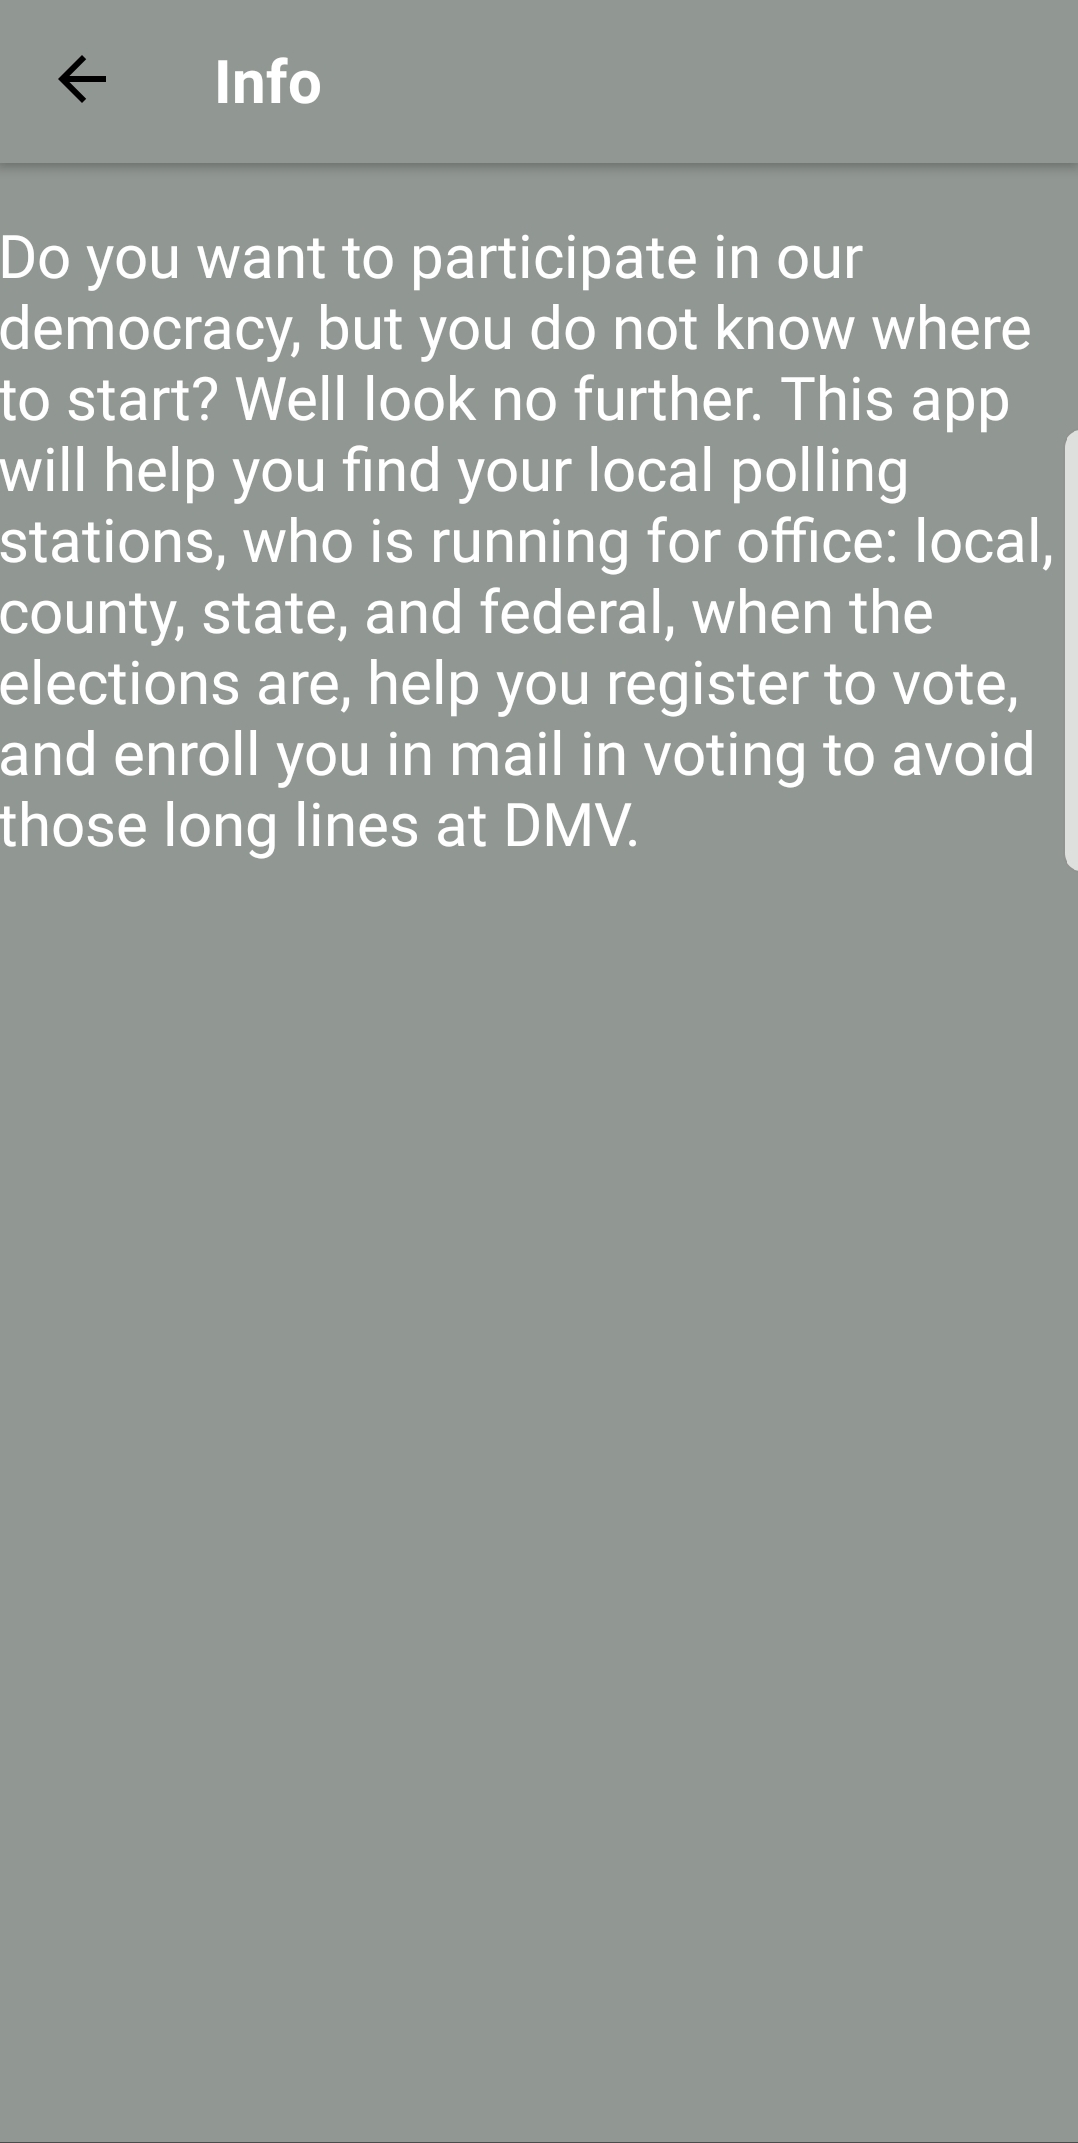 Info
Do you want to participate in our
democracy, but you do not know where
to start? Well look no further. This app
will help you find your local polling
stations, who is running for office: local,
county, state, and federal, when the
elections are, help you register to vote,
and enroll you in mail in voting to avoid
those long lines at DMV.